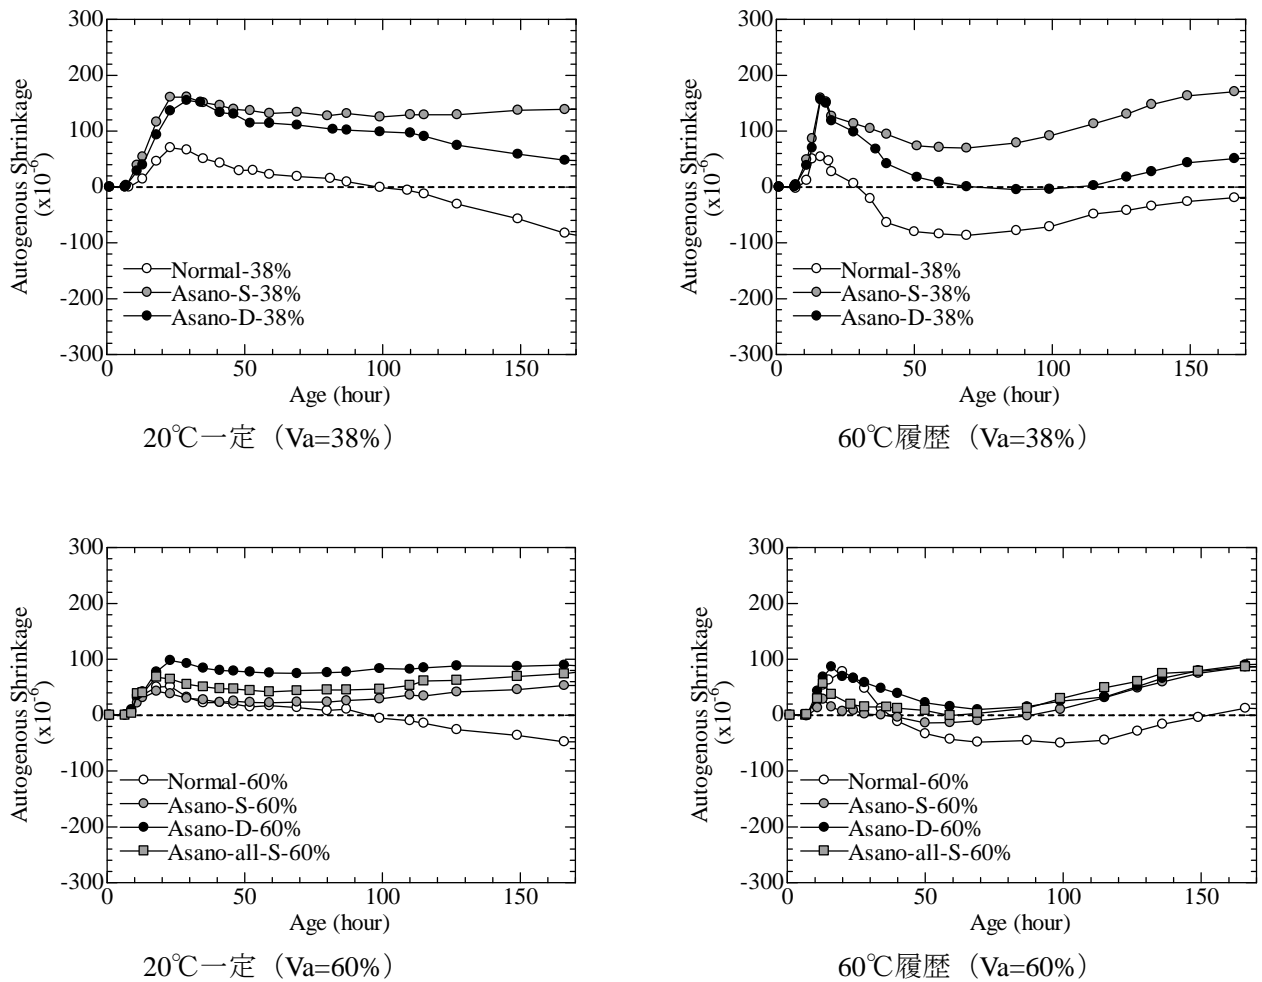 300
200
100
0
-100
-200
-300
Autogenous Shrinkage
(x10-6)
Normal-38%
Asano-S-38%
Asano-D-38%
0 50 100 150
Age (hour)
20℃一定（Va=38%）
300
200
100
0
-100
-200
-300
Autogenous Shrinkage
(x10-6)
Normal-38%
Asano-S-38%
Asano-D-38%
0 50 100 150
Age (hour)
60℃履歴（Va=38%）
300
200
100
0
-100
-200
-300
Autogenous Shrinkage
(x10-6)
Normal-60%
Asano-S-60%
Asano-D-60%
Asano-all-S-60%
0 50 100 150
Age (hour)
20℃一定（Va=60%）
300
200
100
0
-100
-200
-300
Autogenous Shrinkage
(x10-6)
Normal-60%
Asano-S-60%
Asano-D-60%
Asano-all-S-60%
0 50 100 150
Age (hour)
60℃履歴（Va=60%）